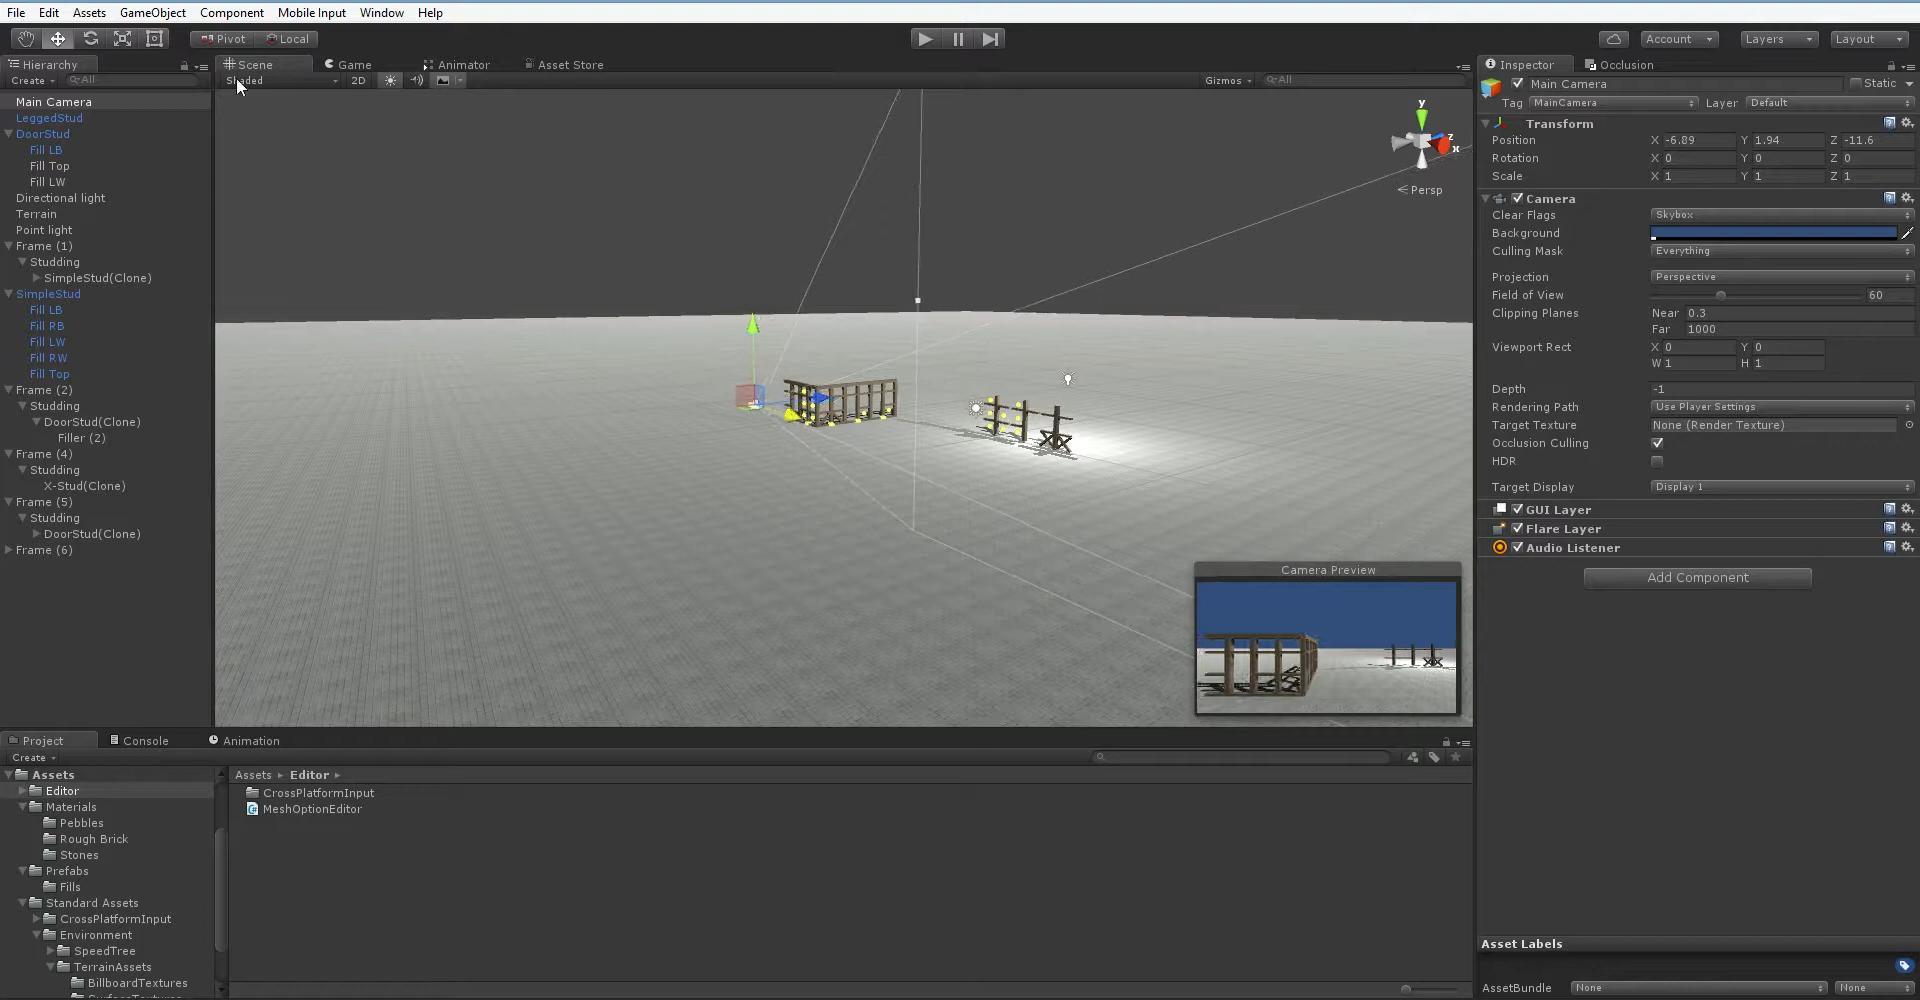 File Edit Assets GameObject Component Mobile Input Window Help
Pivot Local Account Layers Layout
Hierarchy
Create All
Main Camera
LeggedStud
DoorStud
Fill LB
Fill Top
Fill LW
Directional light
Terrain
Point light
Frame (1)
Studding
SimpleStud(Clone)
SimpleStud
Fill LB
Fill RB
Fill LW
Fill RW
Fill Top
Frame (2)
Studding
DoorStud(Clone)
Filler (2)
Frame (4)
Studding
X-Stud(Clone)
Frame (5)
Studding
DoorStud(Clone)
Frame (6)
Scene Game Animator Asset Store
Shaded 2D Gizmos All
y
z
x
Persp
Camera Preview
Inspector Occlusion
Main Camera Static
Tag MainCamera Layer Default
Transform
Position X -6.89 Y 1.94 Z -11.6
Rotation X 0 Y 0 Z 0
Scale X 1 Y 1 Z 1
Camera
Clear Flags Skybox
Background
Culling Mask Everything
Projection Perspective
Field of View 60
Clipping Planes Near 0.3
Far 1000
Viewport Rect X 0 Y 0
W 1 H 1
Depth -1
Rendering Path Use Player Settings
Target Texture None (Render Texture)
Occlusion Culling
HDR
Target Display Display 1
GUI Layer
Flare Layer
Audio Listener
Add Component
Asset Labels
AssetBundle None None
Project Console Animation
Create
Assets
Editor
Materials
Pebbles
Rough Brick
Stones
Prefabs
Fills
Standard Assets
CrossPlatformInput
Environment
SpeedTree
TerrainAssets
BillboardTextures
Assets Editor
CrossPlatformInput
MeshOptionEditor